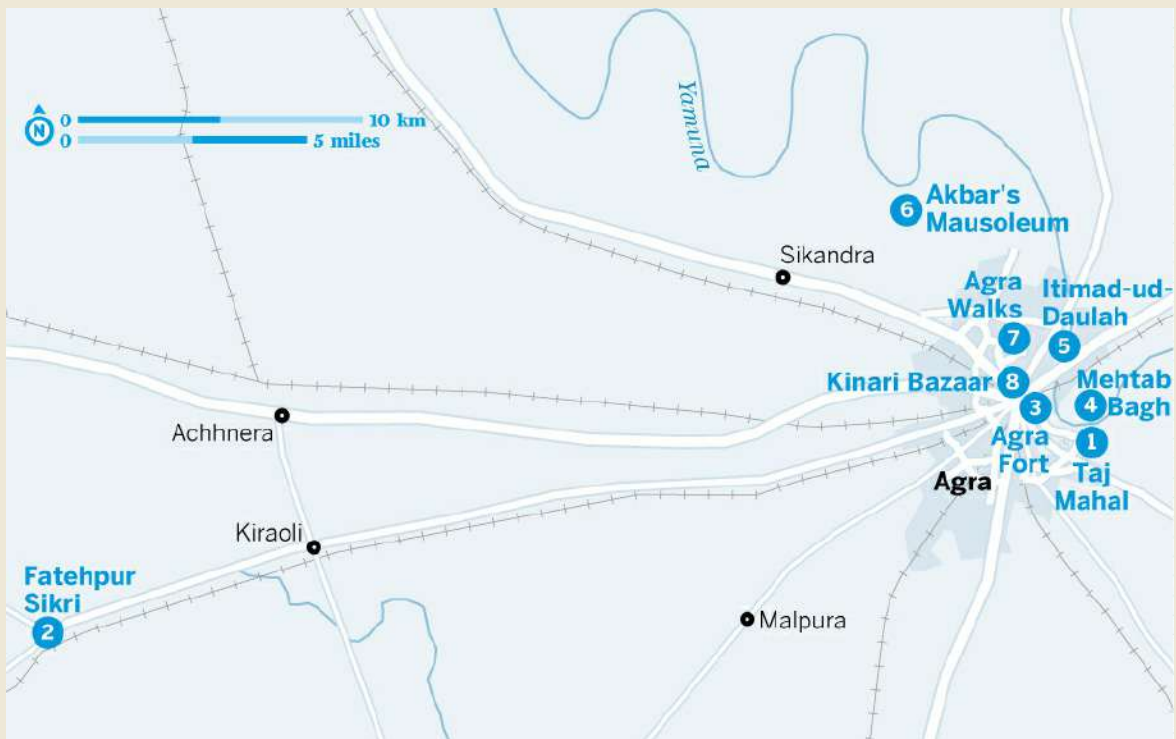 N
0 10 km
0 5 miles
Yamuna
6
Akbar's
Mausoleum
Sikandra
Agra
Walks
7
Itimad-ud-
Daulah
5
Kinari Bazaar 8
Mehtab
Bagh
4
3
Agra
Fort
1
Taj
Mahal
Agra
Achhnera
Kiraoli
Fatehpur
Sikri
2
Malpura